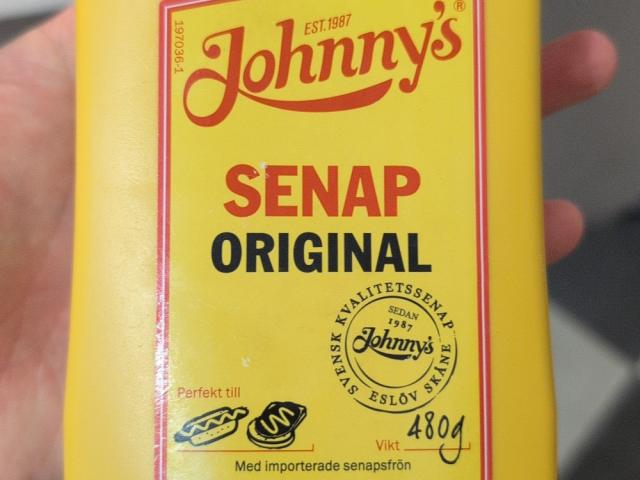 197036-1
EST. 1987
Johnny's®
SENAP
ORIGINAL
SVENSK KVALITETSSENAP
SEDAN
1987
Johnny's
ESLÖV SKÅNE
Perfekt till
Vikt 480g
Med importerade senapsfrön